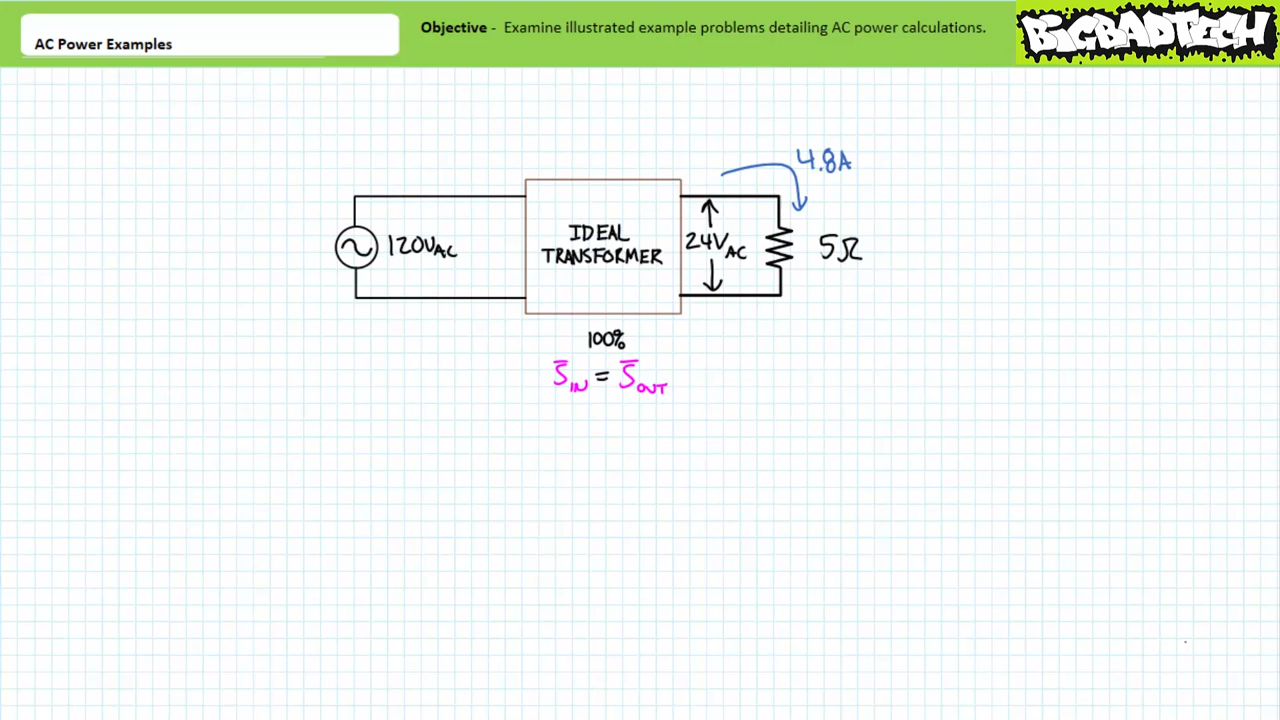 AC Power Examples
Objective - Examine illustrated example problems detailing AC power calculations.
BIGBADTECH
4.8A
120VAC
IDEAL
TRANSFORMER
24VAC
5Ω
100%
S̅IN = S̅OUT